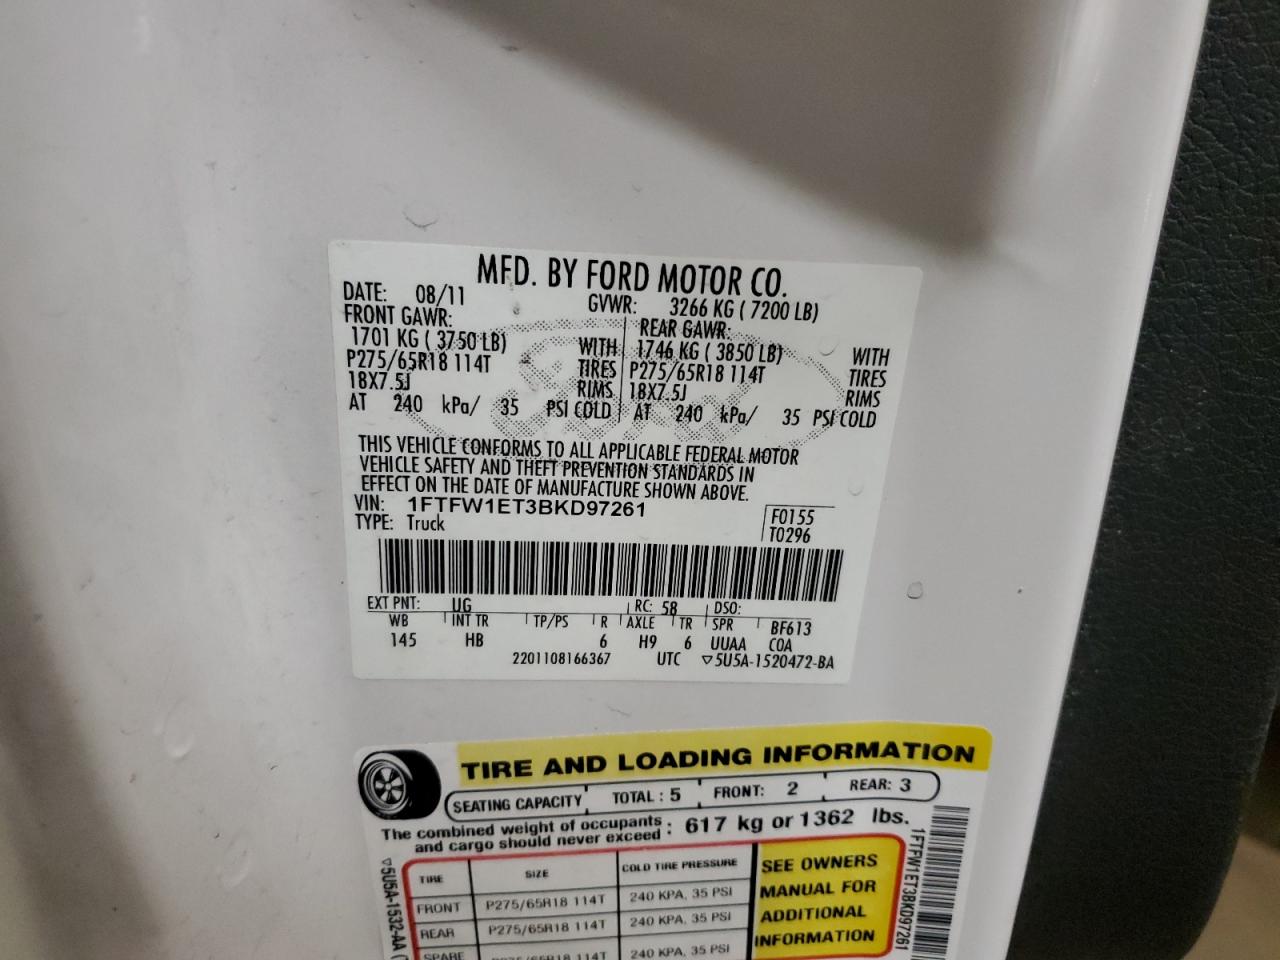 MFD. BY FORD MOTOR CO.
DATE: 08/11 GVWR: 3266 KG ( 7200 LB)
FRONT GAWR: REAR GAWR:
1701 KG ( 3750 LB) WITH 1746 KG ( 3850 LB) WITH
P275/65R18 114T TIRES P275/65R18 114T TIRES
18X7.5J RIMS 18X7.5J RIMS
AT 240 kPa/ 35 PSI COLD AT 240 kPa/ 35 PSI COLD
THIS VEHICLE CONFORMS TO ALL APPLICABLE FEDERAL MOTOR
VEHICLE SAFETY AND THEFT PREVENTION STANDARDS IN
EFFECT ON THE DATE OF MANUFACTURE SHOWN ABOVE.
VIN: 1FTFW1ET3BKD97261 F0155
TYPE: Truck T0296
EXT PNT: UG RC: 58 DSO:
WB INT TR TP/PS R AXLE TR SPR BF613
145 HB 6 H9 6 UUAA COA
2201108166367 UTC ▽5U5A-1520472-BA
TIRE AND LOADING INFORMATION
SEATING CAPACITY TOTAL : 5 FRONT: 2 REAR: 3
The combined weight of occupants and cargo should never exceed : 617 kg or 1362 lbs.
TIRE SIZE COLD TIRE PRESSURE
FRONT P275/65R18 114T 240 KPA, 35 PSI
REAR P275/65R18 114T 240 KPA, 35 PSI
SPARE P275/65R18 114T 240 KPA, 35 PSI
SEE OWNERS
MANUAL FOR
ADDITIONAL
INFORMATION
▽5U5A-1532-AA
1FTFW1ET3BKD97261